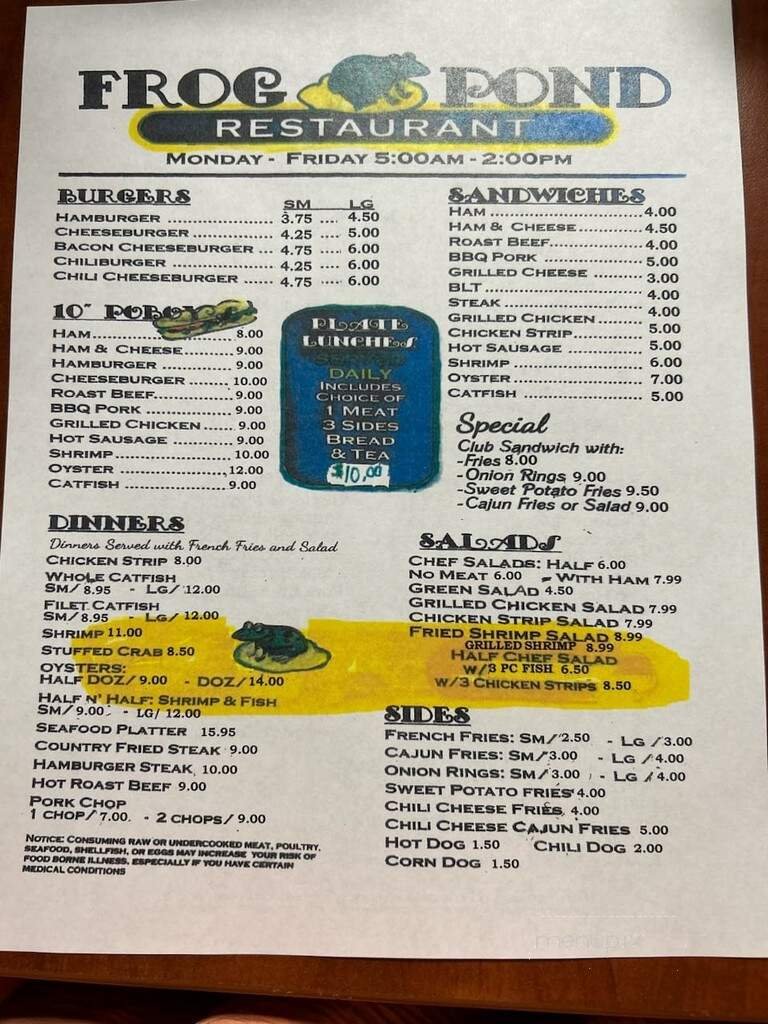 FROG POND
RESTAURANT
MONDAY - FRIDAY 5:00AM - 2:00PM
BURGERS
SM .... LG
HAMBURGER .................... 3.75 .... 4.50
CHEESEBURGER ............... 4.25 .... 5.00
BACON CHEESEBURGER ... 4.75 .... 6.00
CHILIBURGER ................... 4.25 .... 6.00
CHILI CHEESEBURGER ....... 4.75 .... 6.00
10" POBOY
HAM.............................. 8.00
HAM & CHEESE................ 9.00
HAMBURGER .................. 9.00
CHEESEBURGER ............. 10.00
ROAST BEEF................... 9.00
BBQ PORK ..................... 9.00
GRILLED CHICKEN .......... 9.00
HOT SAUSAGE ................ 9.00
SHRIMP......................... 10.00
OYSTER ........................ 12.00
CATFISH ....................... 9.00
PLATE
LUNCHES
SERVED
DAILY
INCLUDES
CHOICE OF
1 MEAT
3 SIDES
BREAD
& TEA
$10.00
SANDWICHES
HAM ................................ 4.00
HAM & CHEESE ................ 4.50
ROAST BEEF..................... 4.00
BBQ PORK ....................... 5.00
GRILLED CHEESE ............. 3.00
BLT ................................. 4.00
STEAK ............................. 4.00
GRILLED CHICKEN ............ 5.00
CHICKEN STRIP................. 5.00
HOT SAUSAGE .................. 5.00
SHRIMP ........................... 6.00
OYSTER ........................... 7.00
CATFISH .......................... 5.00
Special
Club Sandwich with:
-Fries 8.00
-Onion Rings 9.00
-Sweet Potato Fries 9.50
-Cajun Fries or Salad 9.00
DINNERS
Dinners Served with French Fries and Salad
CHICKEN STRIP 8.00
WHOLE CATFISH
SM/ 8.95 - LG/ 12.00
FILET CATFISH
SM/ 8.95 - LG/ 12.00
SHRIMP 11.00
STUFFED CRAB 8.50
OYSTERS:
HALF DOZ/ 9.00 - DOZ/ 14.00
HALF N' HALF: SHRIMP & FISH
SM/ 9.00 - LG/ 12.00
SEAFOOD PLATTER 15.95
COUNTRY FRIED STEAK 9.00
HAMBURGER STEAK 10.00
HOT ROAST BEEF 9.00
PORK CHOP
1 CHOP/ 7.00 - 2 CHOPS/ 9.00
NOTICE: CONSUMING RAW OR UNDERCOOKED MEAT, POULTRY,
SEAFOOD, SHELLFISH, OR EGGS MAY INCREASE YOUR RISK OF
FOOD BORNE ILLNESS, ESPECIALLY IF YOU HAVE CERTAIN
MEDICAL CONDITIONS
SALADS
CHEF SALADS: HALF 6.00
NO MEAT 6.00 - WITH HAM 7.99
GREEN SALAD 4.50
GRILLED CHICKEN SALAD 7.99
CHICKEN STRIP SALAD 7.99
FRIED SHRIMP SALAD 8.99
GRILLED SHRIMP 8.99
HALF CHEF SALAD
W/3 PC FISH 6.50
W/3 CHICKEN STRIPS 8.50
SIDES
FRENCH FRIES: SM/ 2.50 - LG / 3.00
CAJUN FRIES: SM/ 3.00 - LG / 4.00
ONION RINGS: SM/ 3.00 - LG / 4.00
SWEET POTATO FRIES 4.00
CHILI CHEESE FRIES 4.00
CHILI CHEESE CAJUN FRIES 5.00
HOT DOG 1.50 CHILI DOG 2.00
CORN DOG 1.50